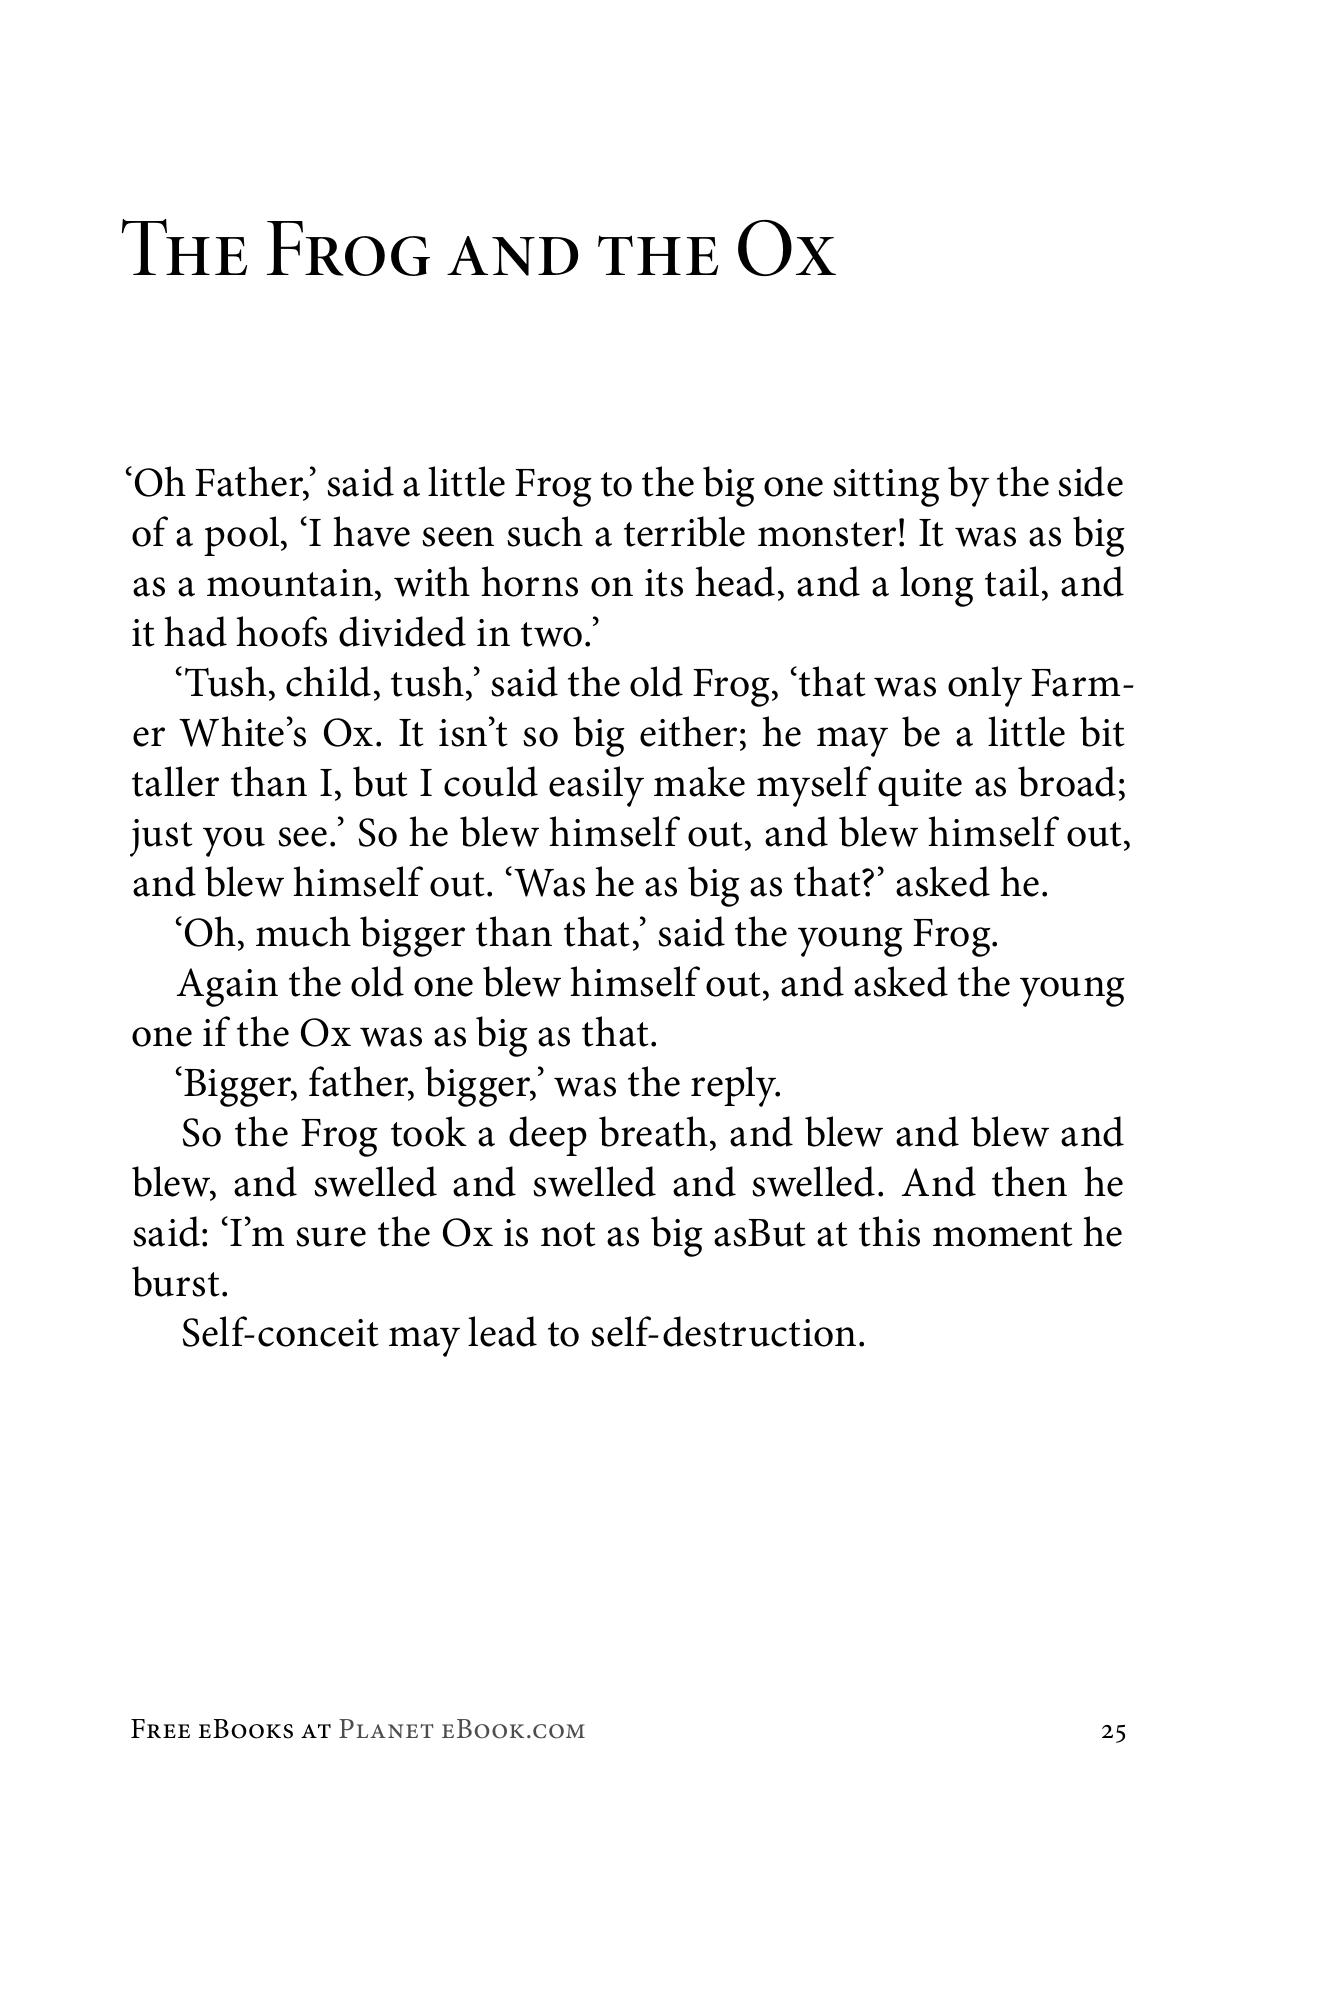 The Frog and the Ox
‘Oh Father,’ said a little Frog to the big one sitting by the side
of a pool, ‘I have seen such a terrible monster! It was as big
as a mountain, with horns on its head, and a long tail, and
it had hoofs divided in two.’
‘Tush, child, tush,’ said the old Frog, ‘that was only Farm-
er White’s Ox. It isn’t so big either; he may be a little bit
taller than I, but I could easily make myself quite as broad;
just you see.’ So he blew himself out, and blew himself out,
and blew himself out. ‘Was he as big as that?’ asked he.
‘Oh, much bigger than that,’ said the young Frog.
Again the old one blew himself out, and asked the young
one if the Ox was as big as that.
‘Bigger, father, bigger,’ was the reply.
So the Frog took a deep breath, and blew and blew and
blew, and swelled and swelled and swelled. And then he
said: ‘I’m sure the Ox is not as big asBut at this moment he
burst.
Self-conceit may lead to self-destruction.
Free eBooks at Planet eBook.com 25